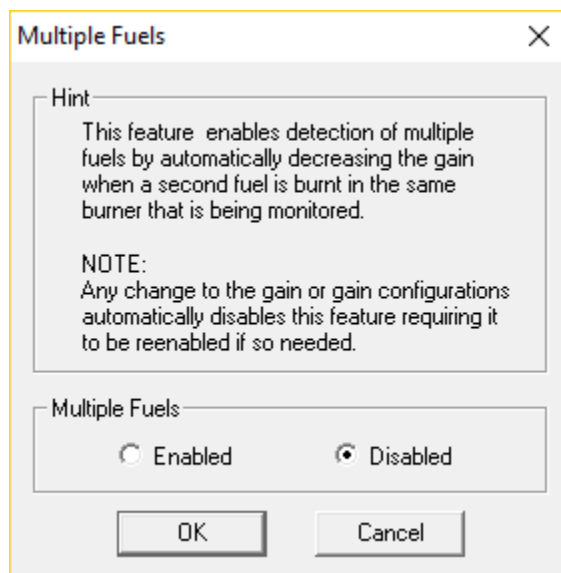 Multiple Fuels
Hint
This feature enables detection of multiple
fuels by automatically decreasing the gain
when a second fuel is burnt in the same
burner that is being monitored.
NOTE:
Any change to the gain or gain configurations
automatically disables this feature requiring it
to be reenabled if so needed.
Multiple Fuels
Enabled Disabled
OK Cancel